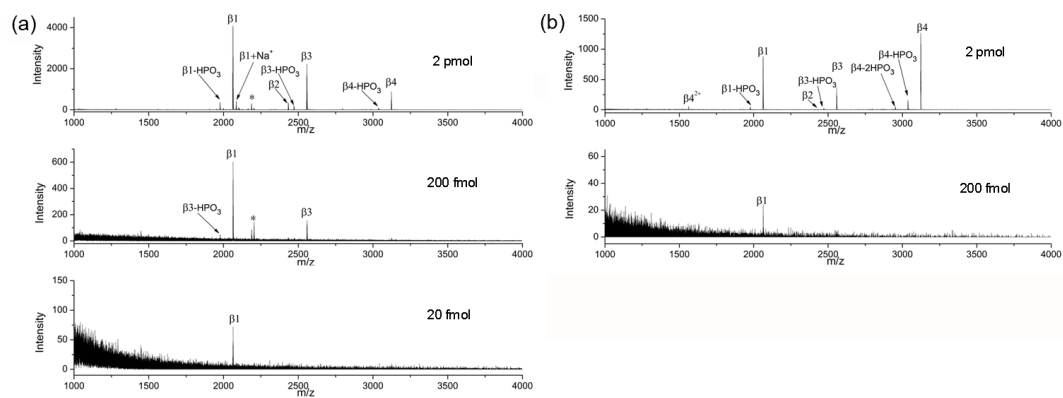 (a)
4000
2000
0
Intensity
β1
β1-HPO₃
β1+Na⁺
β3-HPO₃
β2
*
β3
β4-HPO₃
β4
2 pmol
1000 1500 2000 2500 3000 3500 4000
m/z
600
400
200
0
Intensity
β1
β3-HPO₃
*
β3
200 fmol
1000 1500 2000 2500 3000 3500 4000
m/z
150
100
50
0
Intensity
β1
20 fmol
1000 1500 2000 2500 3000 3500 4000
m/z
(b)
1500
1000
500
0
Intensity
β4²⁺
β1-HPO₃
β1
β3-HPO₃
β2
β3
β4-2HPO₃
β4-HPO₃
β4
2 pmol
1000 1500 2000 2500 3000 3500 4000
m/z
60
40
20
0
Intensity
β1
200 fmol
1000 1500 2000 2500 3000 3500 4000
m/z